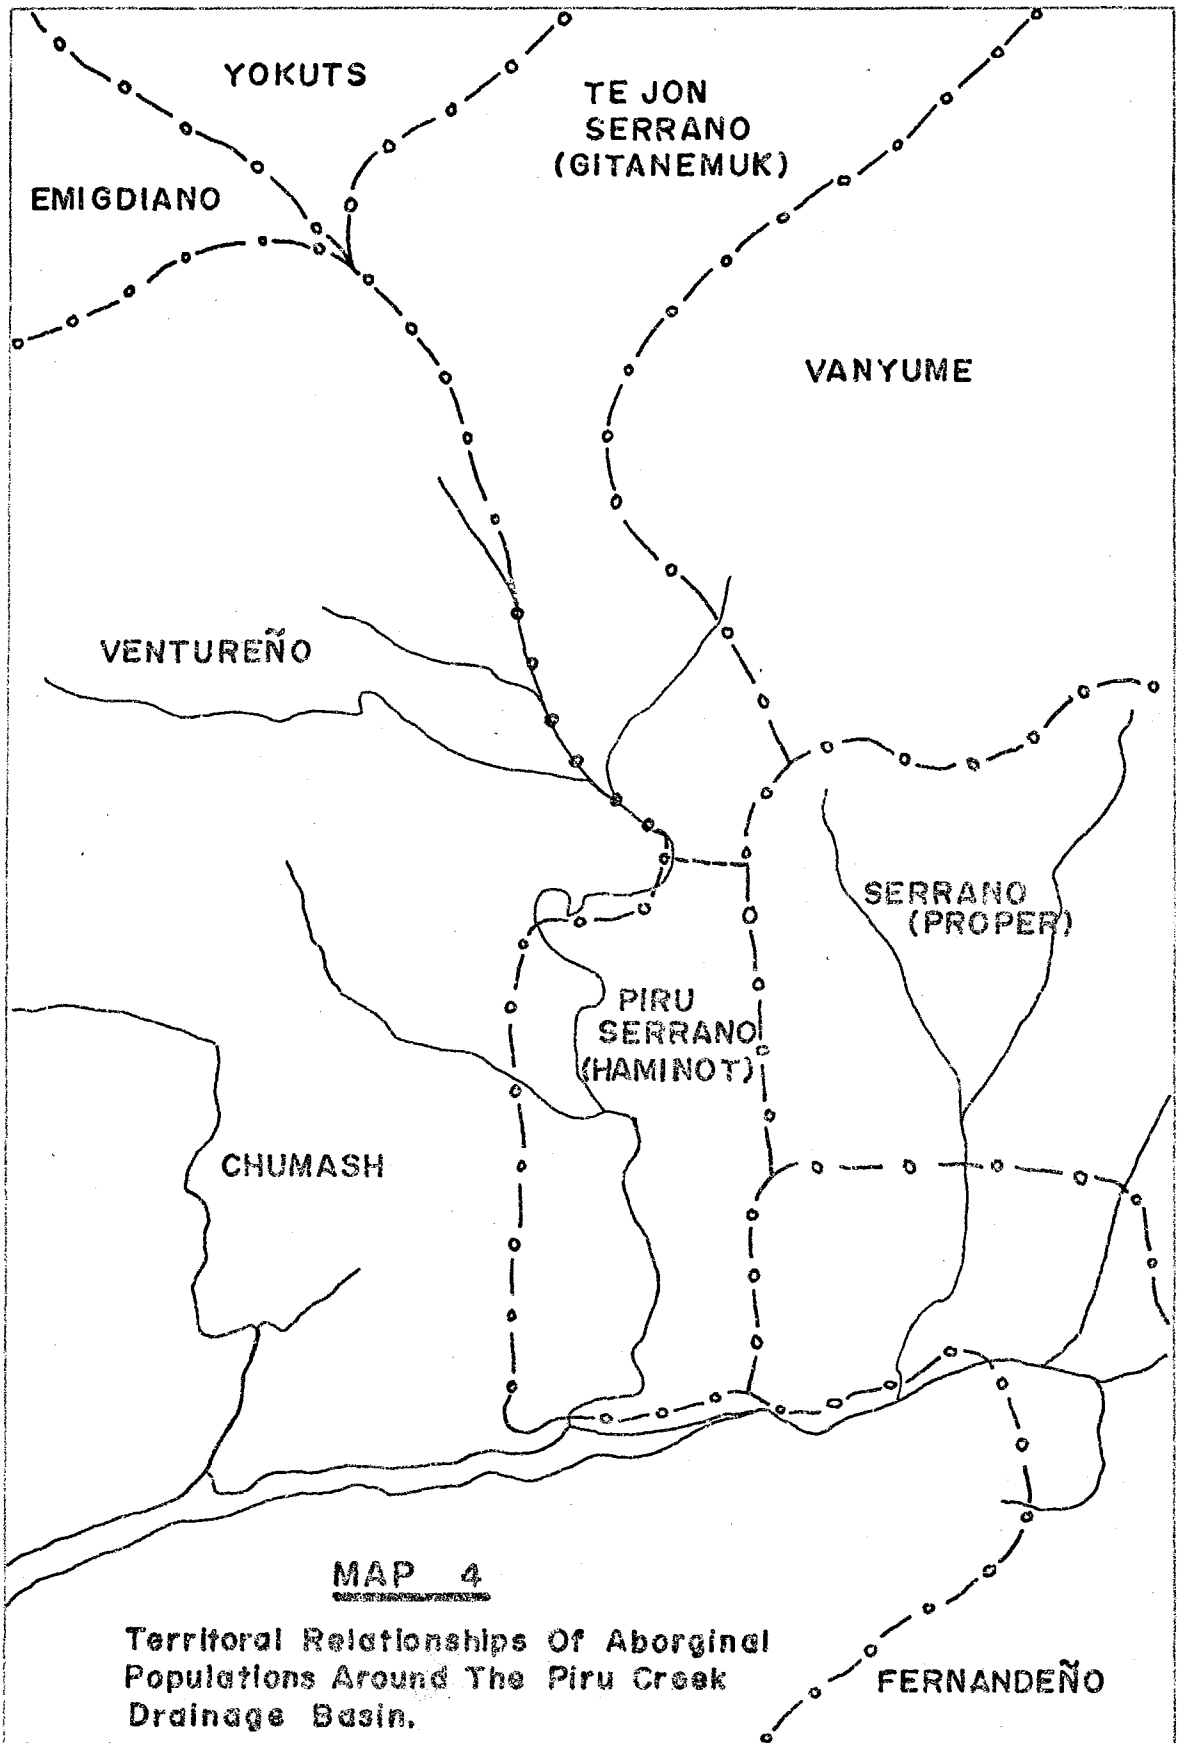 YOKUTS
TE JON
SERRANO
(GITANEMUK)
EMIGDIANO
VANYUME
VENTUREÑO
SERRANO
(PROPER)
PIRU
SERRANO
(HAMINOT)
CHUMASH
MAP 4
Territoral Relationships Of Aborginal
Populations Around The Piru Creek
Drainage Basin.
FERNANDEÑO